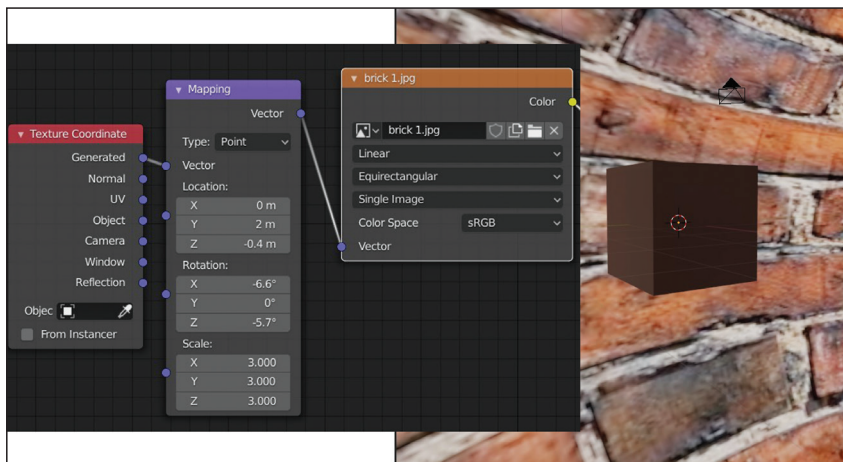 Texture Coordinate
Generated
Normal
UV
Object
Camera
Window
Reflection
Objec
From Instancer
Mapping
Vector
Type: Point
Vector
Location:
X 0 m
Y 2 m
Z -0.4 m
Rotation:
X -6.6°
Y 0°
Z -5.7°
Scale:
X 3.000
Y 3.000
Z 3.000
brick 1.jpg
Color
brick 1.jpg
Linear
Equirectangular
Single Image
Color Space sRGB
Vector